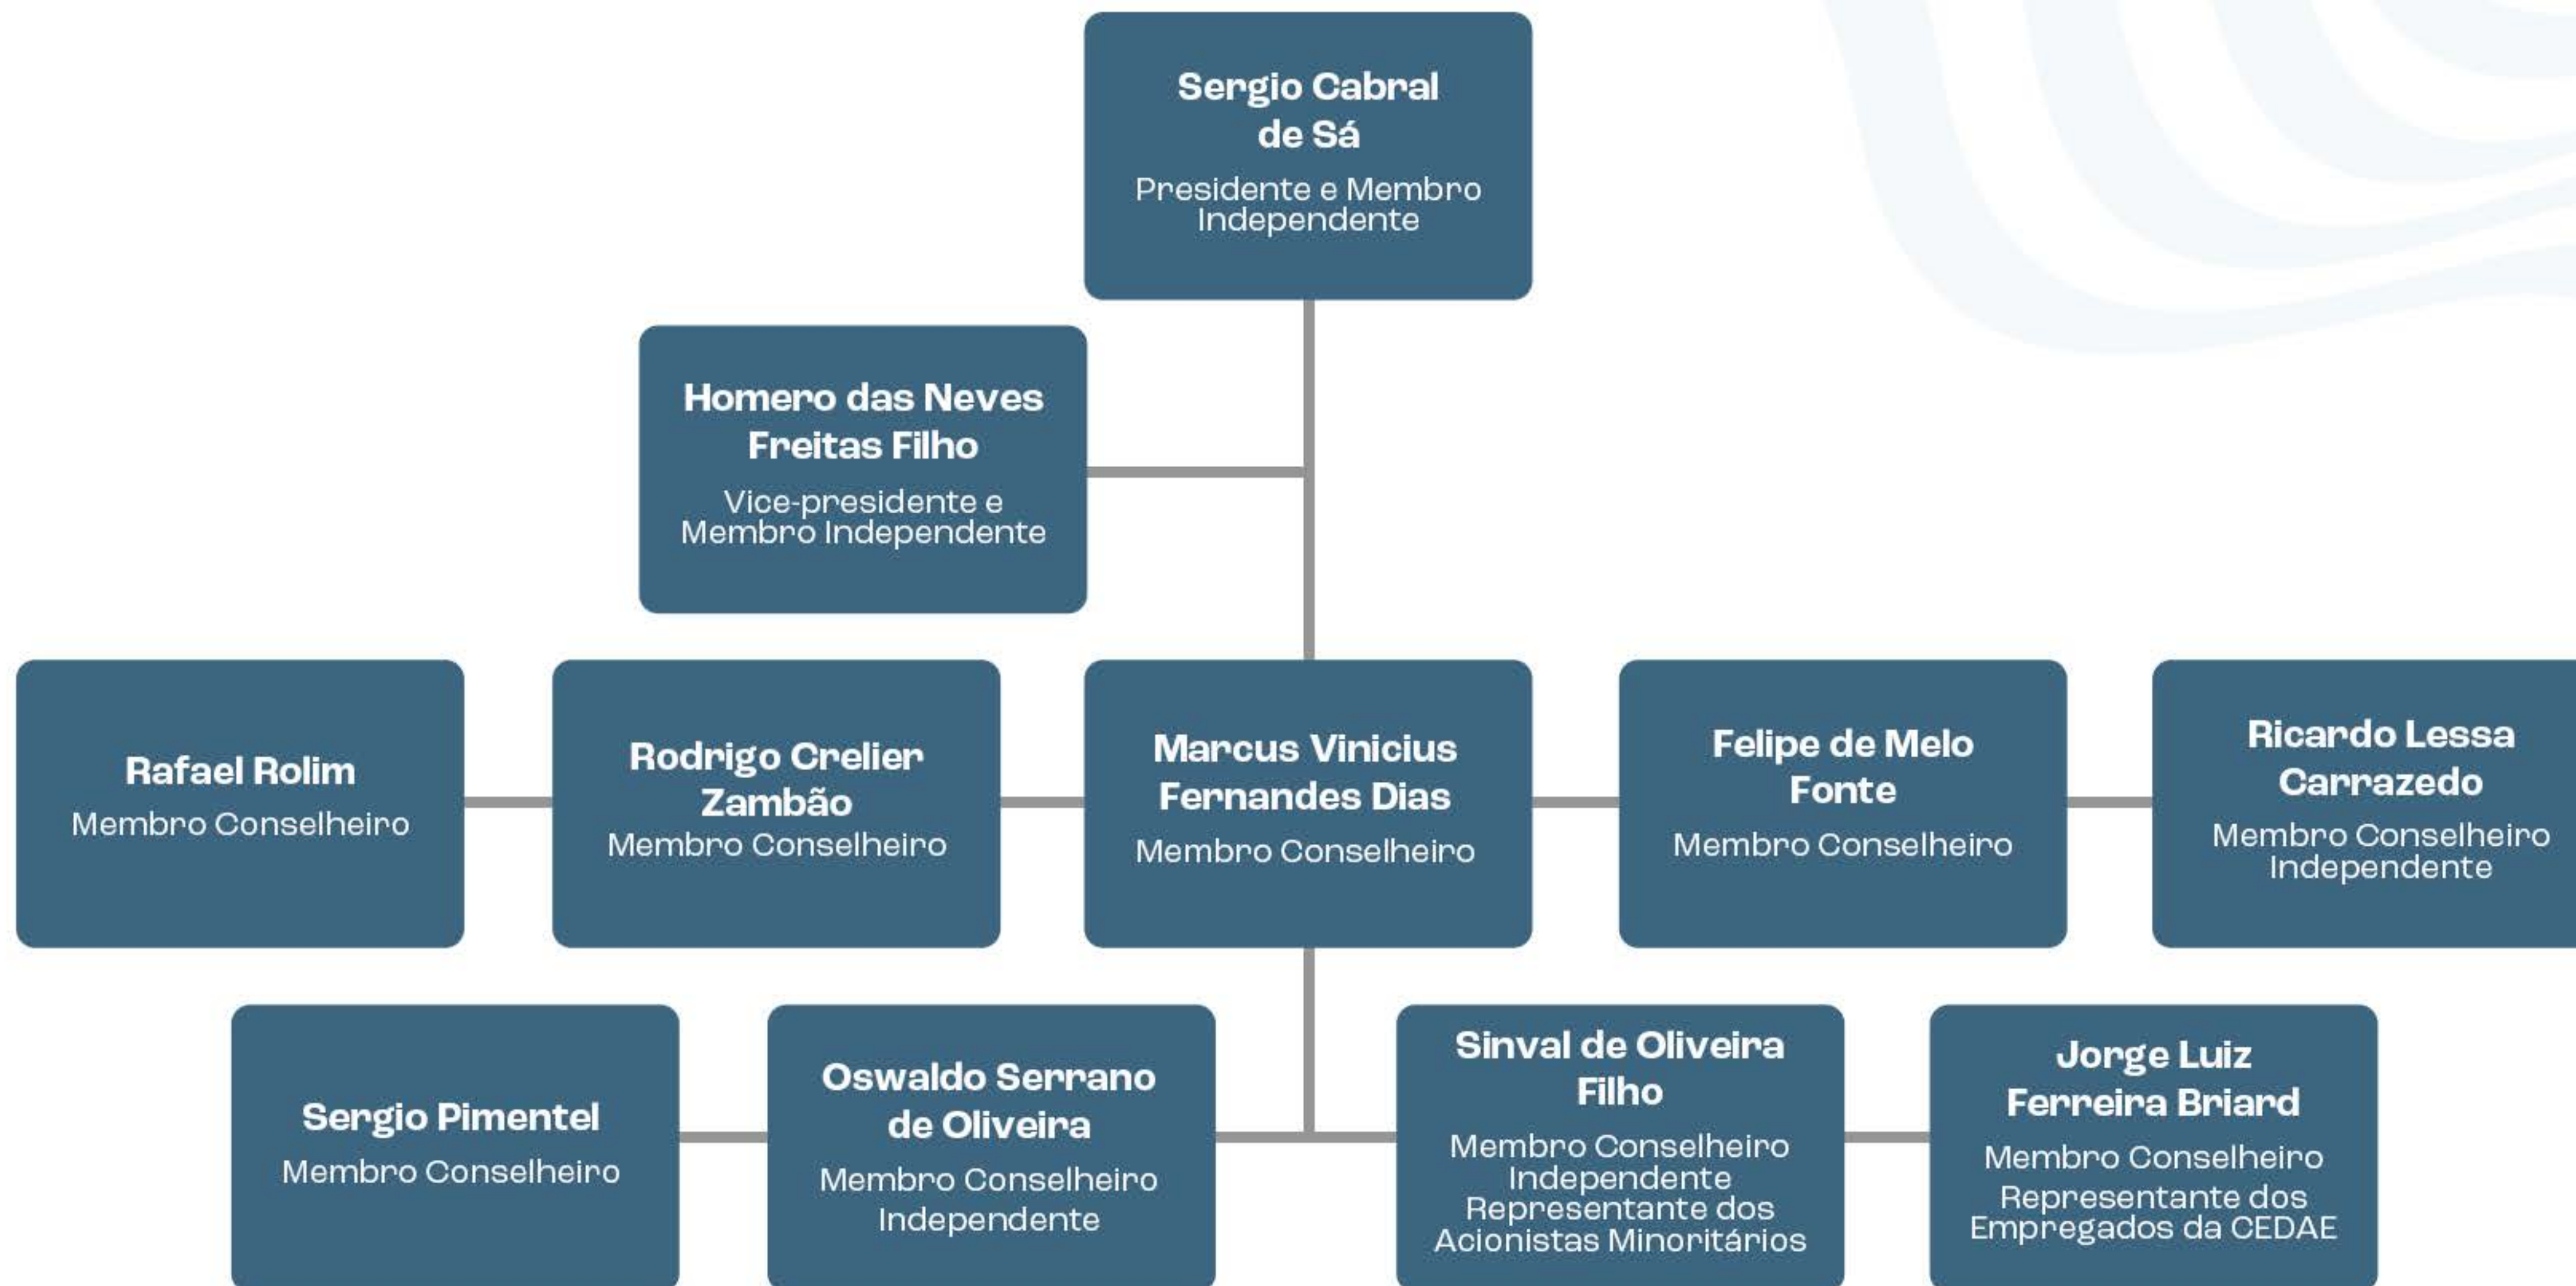 Sergio Cabral
de Sá
Presidente e Membro
Independente
Homero das Neves
Freitas Filho
Vice-presidente e
Membro Independente
Rafael Rolim
Membro Conselheiro
Rodrigo Crelier
Zambão
Membro Conselheiro
Marcus Vinicius
Fernandes Dias
Membro Conselheiro
Felipe de Melo
Fonte
Membro Conselheiro
Ricardo Lessa
Carrazedo
Membro Conselheiro
Independente
Sergio Pimentel
Membro Conselheiro
Oswaldo Serrano
de Oliveira
Membro Conselheiro
Independente
Sinval de Oliveira
Filho
Membro Conselheiro
Independente
Representante dos
Acionistas Minoritários
Jorge Luiz
Ferreira Briard
Membro Conselheiro
Representante dos
Empregados da CEDAE